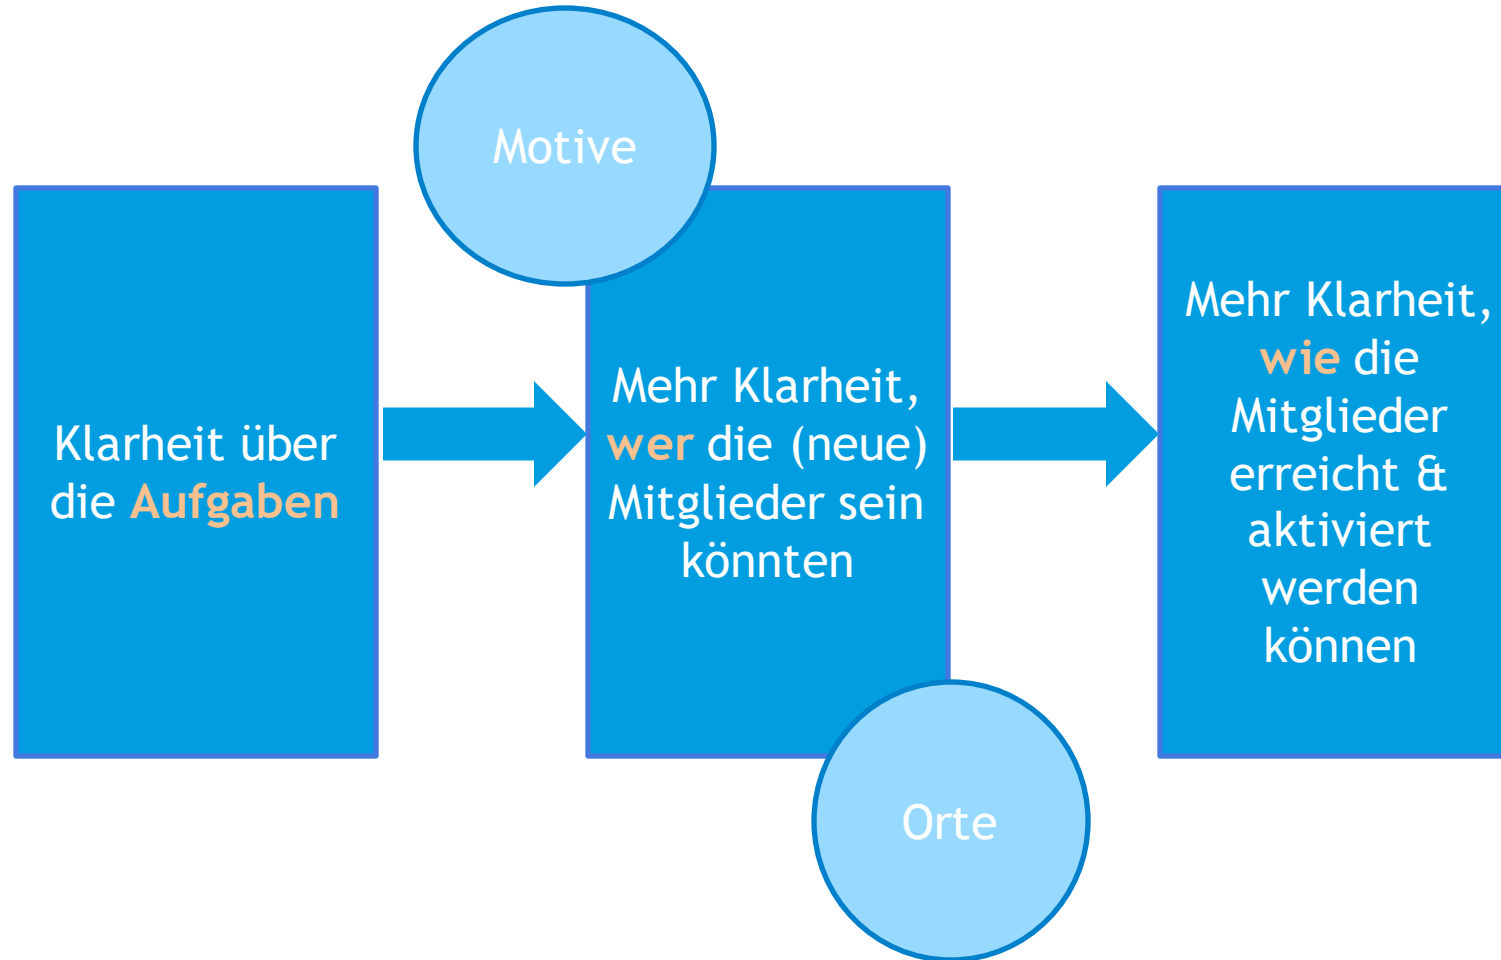 Motive
Klarheit über
die Aufgaben
Mehr Klarheit,
wer die (neue)
Mitglieder sein
könnten
Mehr Klarheit,
wie die
Mitglieder
erreicht &
aktiviert
werden
können
Orte